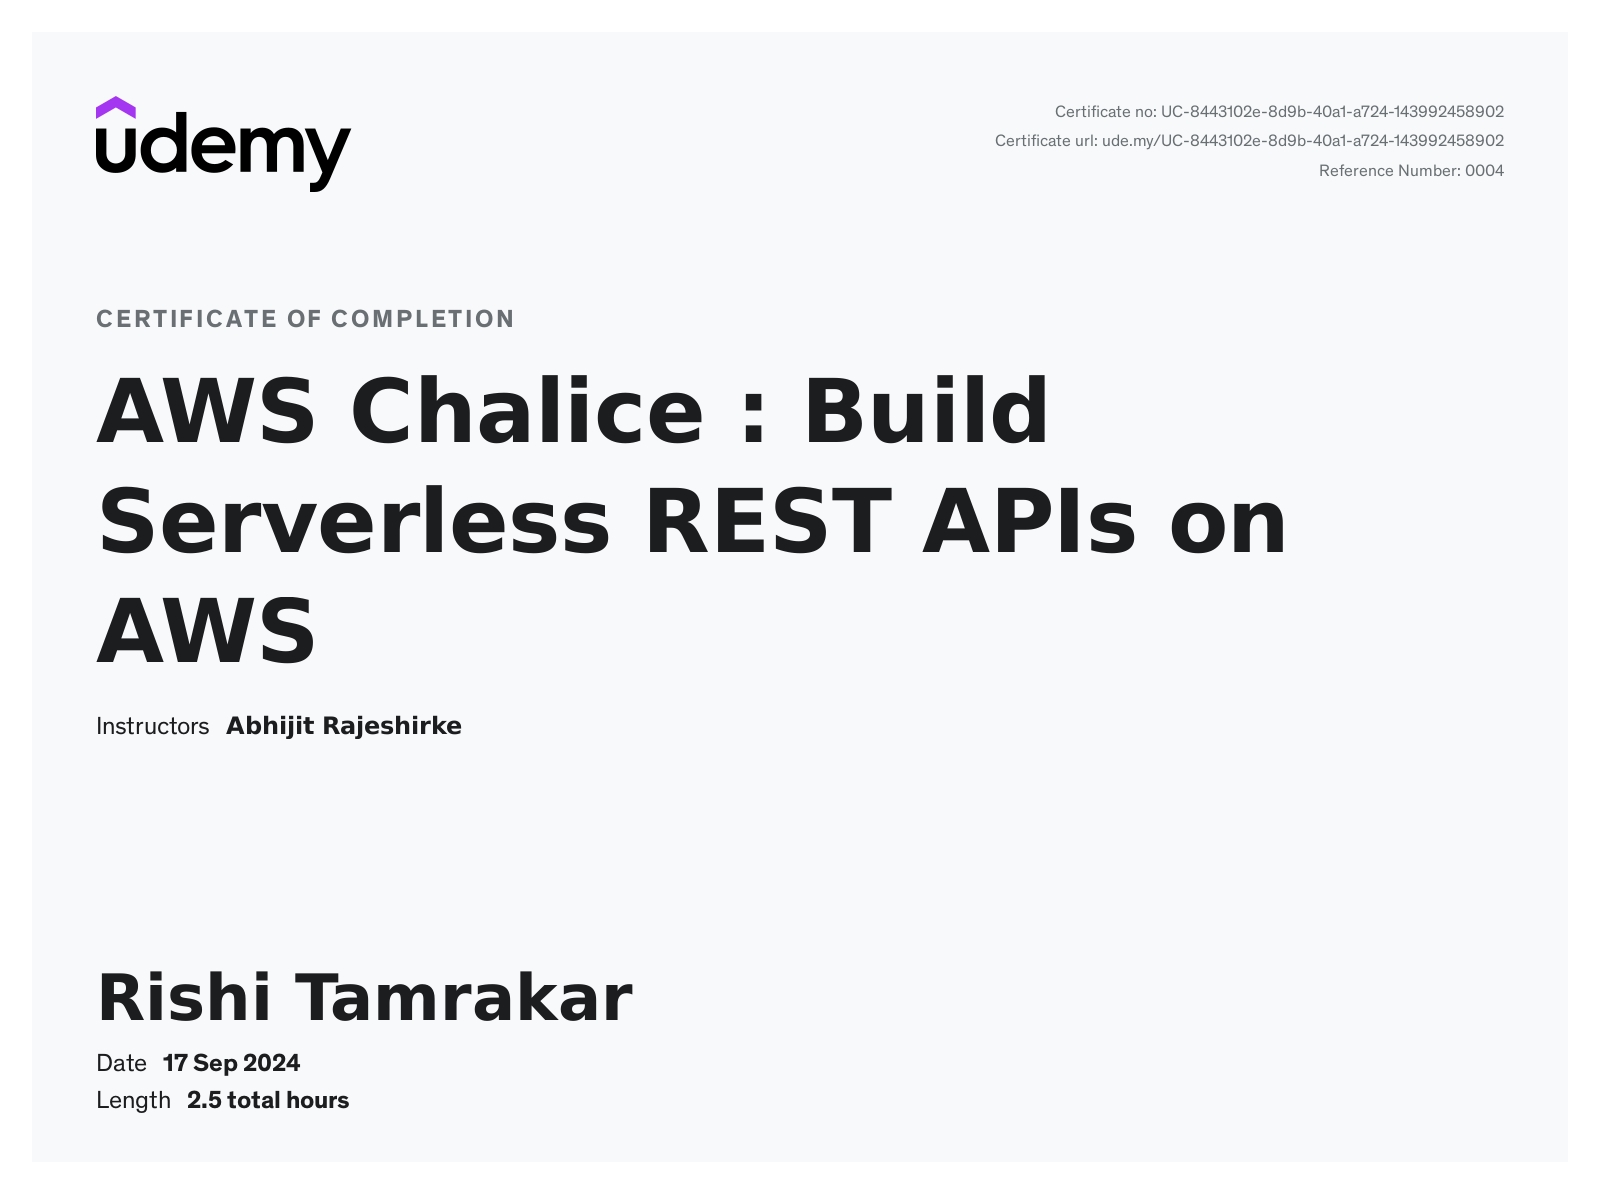 udemy
Certificate no: UC-8443102e-8d9b-40a1-a724-143992458902
Certificate url: ude.my/UC-8443102e-8d9b-40a1-a724-143992458902
Reference Number: 0004
CERTIFICATE OF COMPLETION
AWS Chalice : Build
Serverless REST APIs on
AWS
Instructors Abhijit Rajeshirke
Rishi Tamrakar
Date 17 Sep 2024
Length 2.5 total hours